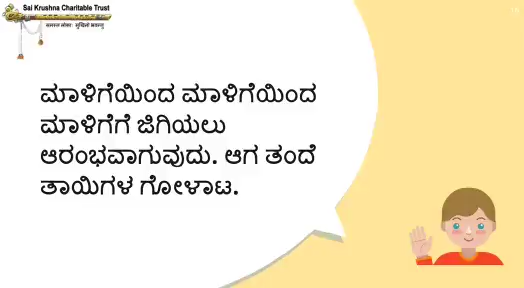 Sai Krushna Charitable Trust
ಮಾಳಿಗೆಯಿಂದ ಮಾಳಿಗೆಯಿಂದ
ಮಾಳಿಗೆಗೆ ಜಿಗಿಯಲು
ಆರಂಭವಾಗುವುದು. ಆಗ ತಂದೆ
ತಾಯಿಗಳ ಗೋಳಾಟ.